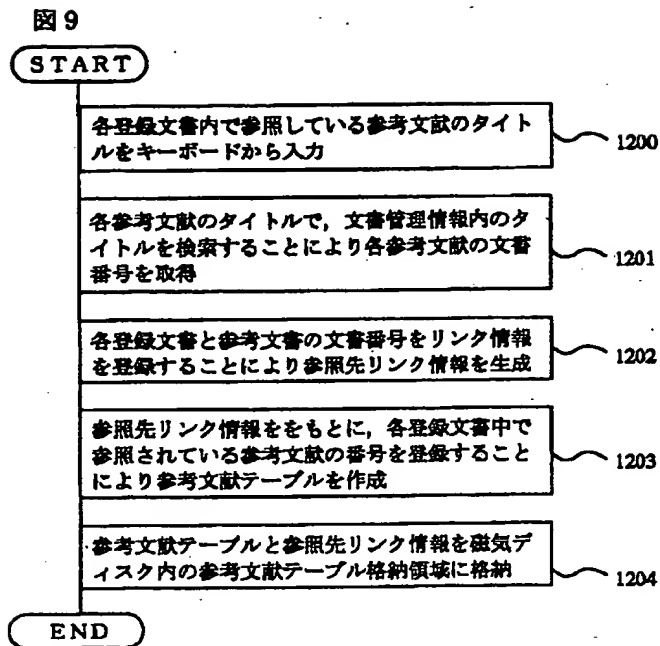 図9
START
各登録文書内で参照している参考文献のタイト
ルをキーボードから入力
1200
各参考文献のタイトルで，文書管理情報内のタ
イトルを検索することにより各参考文献の文書
番号を取得
1201
各登録文書と参考文書の文書番号をリンク情報
を登録することにより参照先リンク情報を生成
1202
参照先リンク情報ををもとに，各登録文書中で
参照されている参考文献の番号を登録すること
により参考文献テーブルを作成
1203
参考文献テーブルと参照先リンク情報を磁気デ
ィスク内の参考文献テーブル格納領域に格納
1204
END